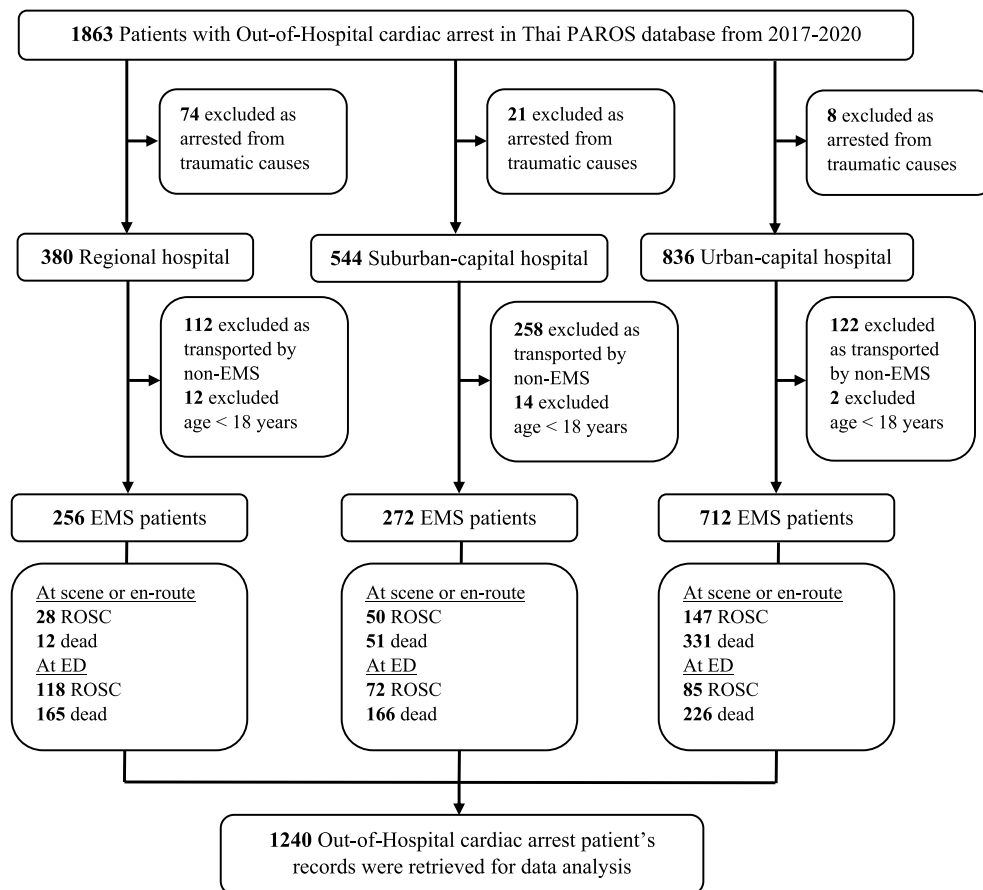 1863 Patients with Out-of-Hospital cardiac arrest in Thai PAROS database from 2017-2020
74 excluded as
arrested from
traumatic causes
21 excluded as
arrested from
traumatic causes
8 excluded as
arrested from
traumatic causes
380 Regional hospital
544 Suburban-capital hospital
836 Urban-capital hospital
112 excluded as
transported by
non-EMS
12 excluded
age < 18 years
258 excluded as
transported by
non-EMS
14 excluded
age < 18 years
122 excluded
as transported
by non-EMS
2 excluded
age < 18 years
256 EMS patients
272 EMS patients
712 EMS patients
At scene or en-route
28 ROSC
12 dead
At ED
118 ROSC
165 dead
At scene or en-route
50 ROSC
51 dead
At ED
72 ROSC
166 dead
At scene or en-route
147 ROSC
331 dead
At ED
85 ROSC
226 dead
1240 Out-of-Hospital cardiac arrest patient’s
records were retrieved for data analysis